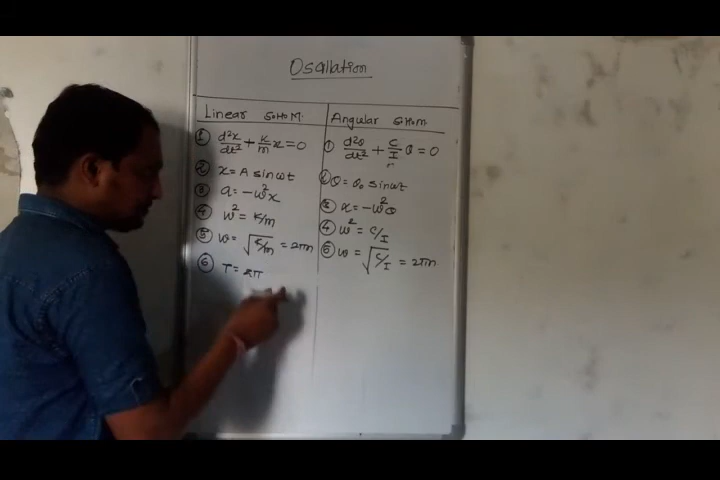 Oscillation
Linear S.H.M.
① d²x/dt² + K/m x = 0
② x = A sinωt
③ a = -ω²x
④ ω² = K/m
⑤ ω = √K/m = 2πn
⑥ T = 2π
Angular S.H.M.
① d²θ/dt² + C/I θ = 0
② θ = θ₀ sinωt
③ α = -ω²θ
④ ω² = C/I
⑤ ω = √C/I = 2πn